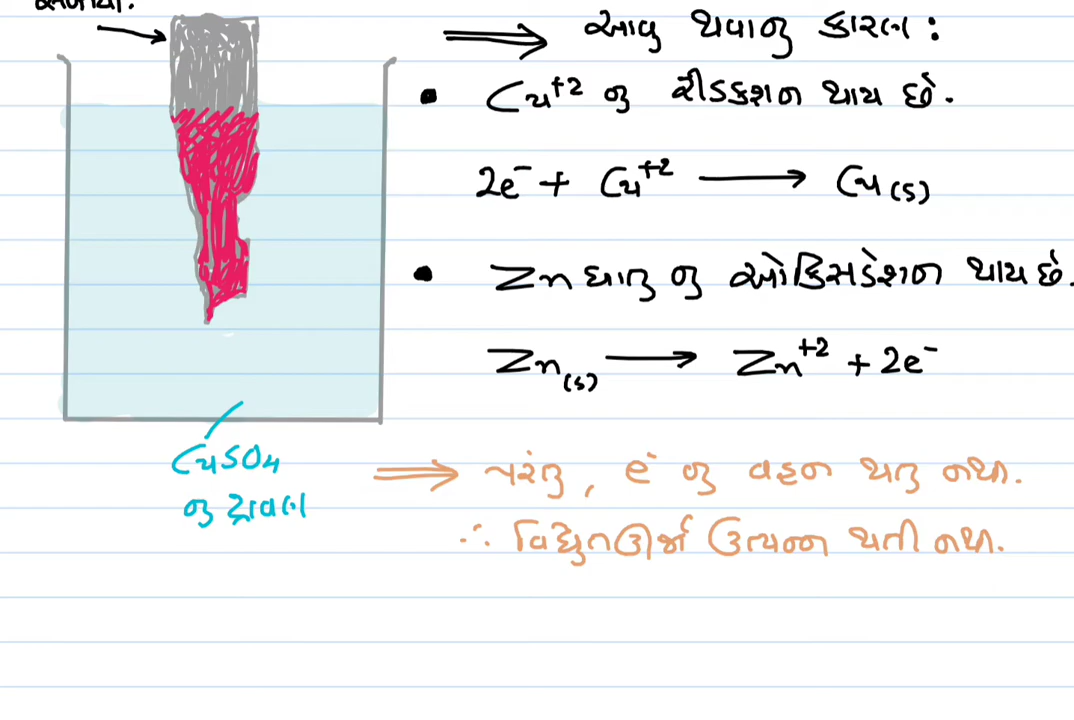 ⟹ આવુ થવાનુ કારણ :
• Cu⁺² નુ રીડક્શન થાય છે.
2e⁻ + Cu⁺² ⟶ Cu (s)
• Zn ધાતુ નુ ઓક્સિડેશન થાય છે.
Zn(s) ⟶ Zn⁺² + 2e⁻
CuSO₄
નુ દ્રાવણ
⟹ પરંતુ, e⁻ નુ વહન થતુ નથી.
∴ વિદ્યુતઊર્જા ઉત્પન્ન થતી નથી.